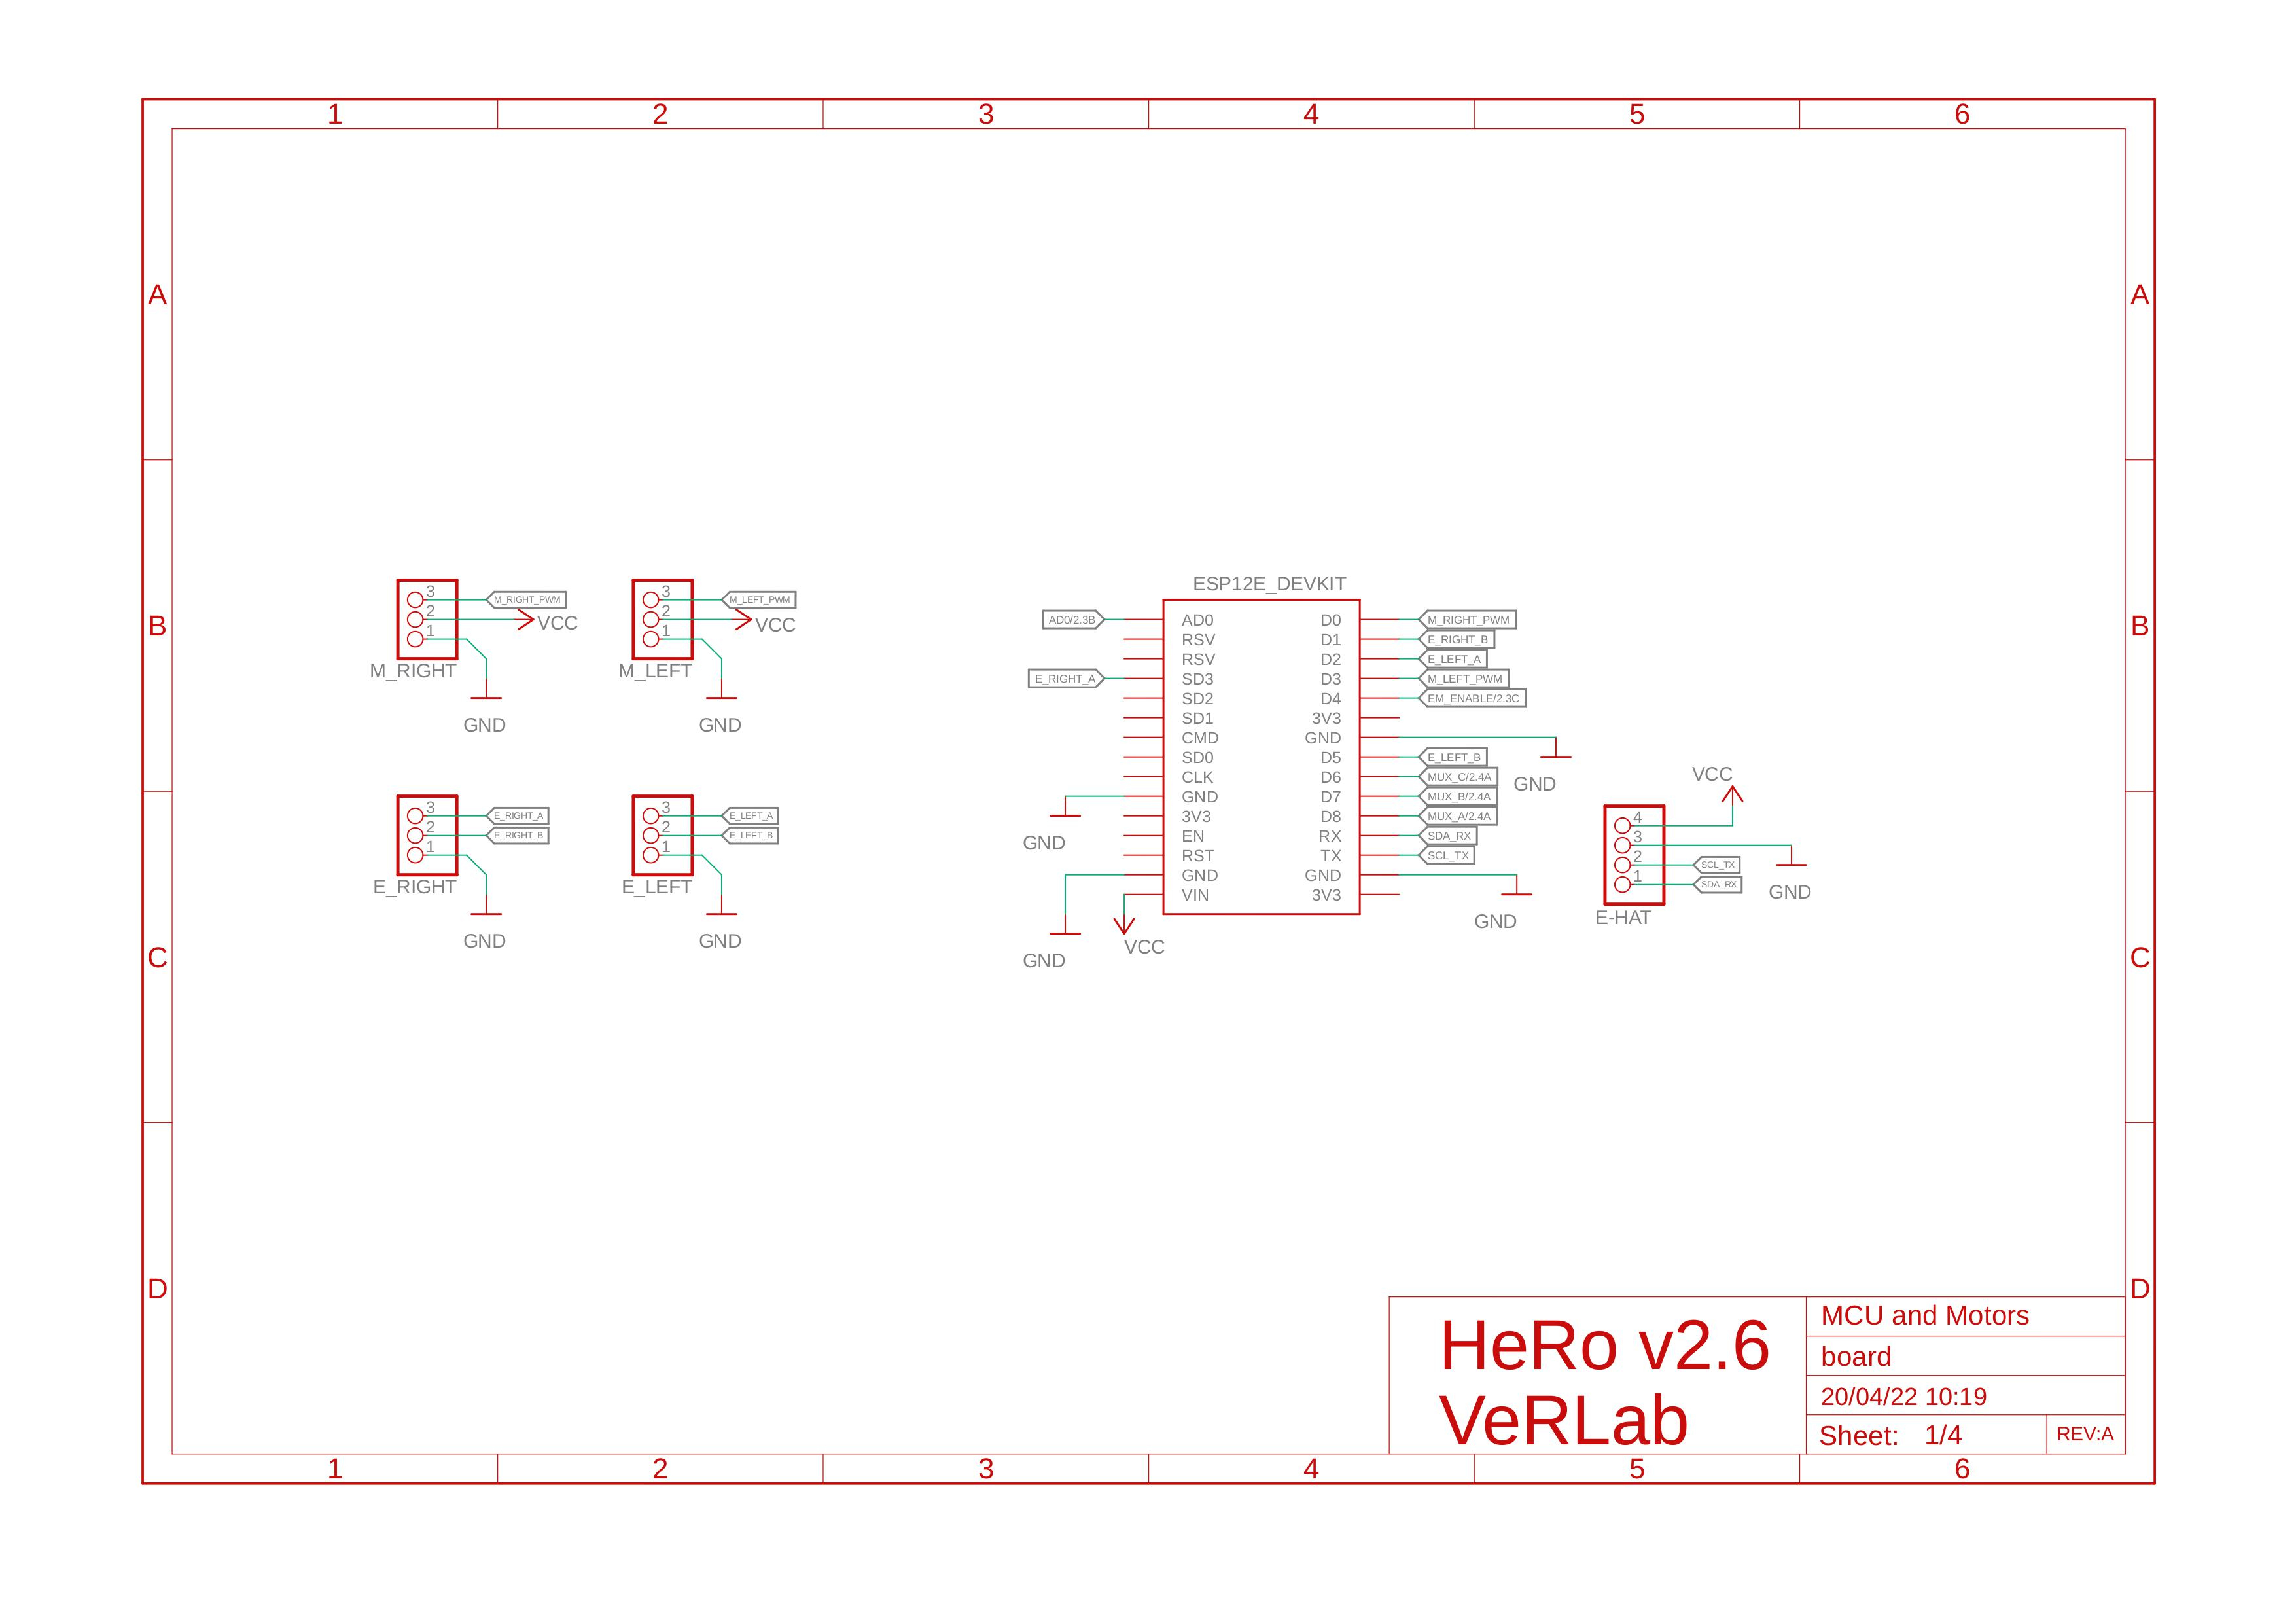 1 2 3 4 5 6
A A
B B
C C
D D
3 M_RIGHT_PWM
2 VCC
1
M_RIGHT
GND
3 M_LEFT_PWM
2 VCC
1
M_LEFT
GND
3 E_RIGHT_A
2 E_RIGHT_B
1
E_RIGHT
GND
3 E_LEFT_A
2 E_LEFT_B
1
E_LEFT
GND
ESP12E_DEVKIT
AD0/2.3B AD0 D0 M_RIGHT_PWM
RSV D1 E_RIGHT_B
RSV D2 E_LEFT_A
E_RIGHT_A SD3 D3 M_LEFT_PWM
SD2 D4 EM_ENABLE/2.3C
SD1 3V3
CMD GND
SD0 D5 E_LEFT_B
GND
CLK D6 MUX_C/2.4A
GND D7 MUX_B/2.4A
3V3 D8 MUX_A/2.4A
GND
EN RX SDA_RX
RST TX SCL_TX
GND GND
VIN 3V3
GND
VCC
GND
VCC
4
3
2 SCL_TX
1 SDA_RX
GND
E-HAT
HeRo v2.6
VeRLab
MCU and Motors
board
20/04/22 10:19
Sheet: 1/4
REV:A
1 2 3 4 5 6